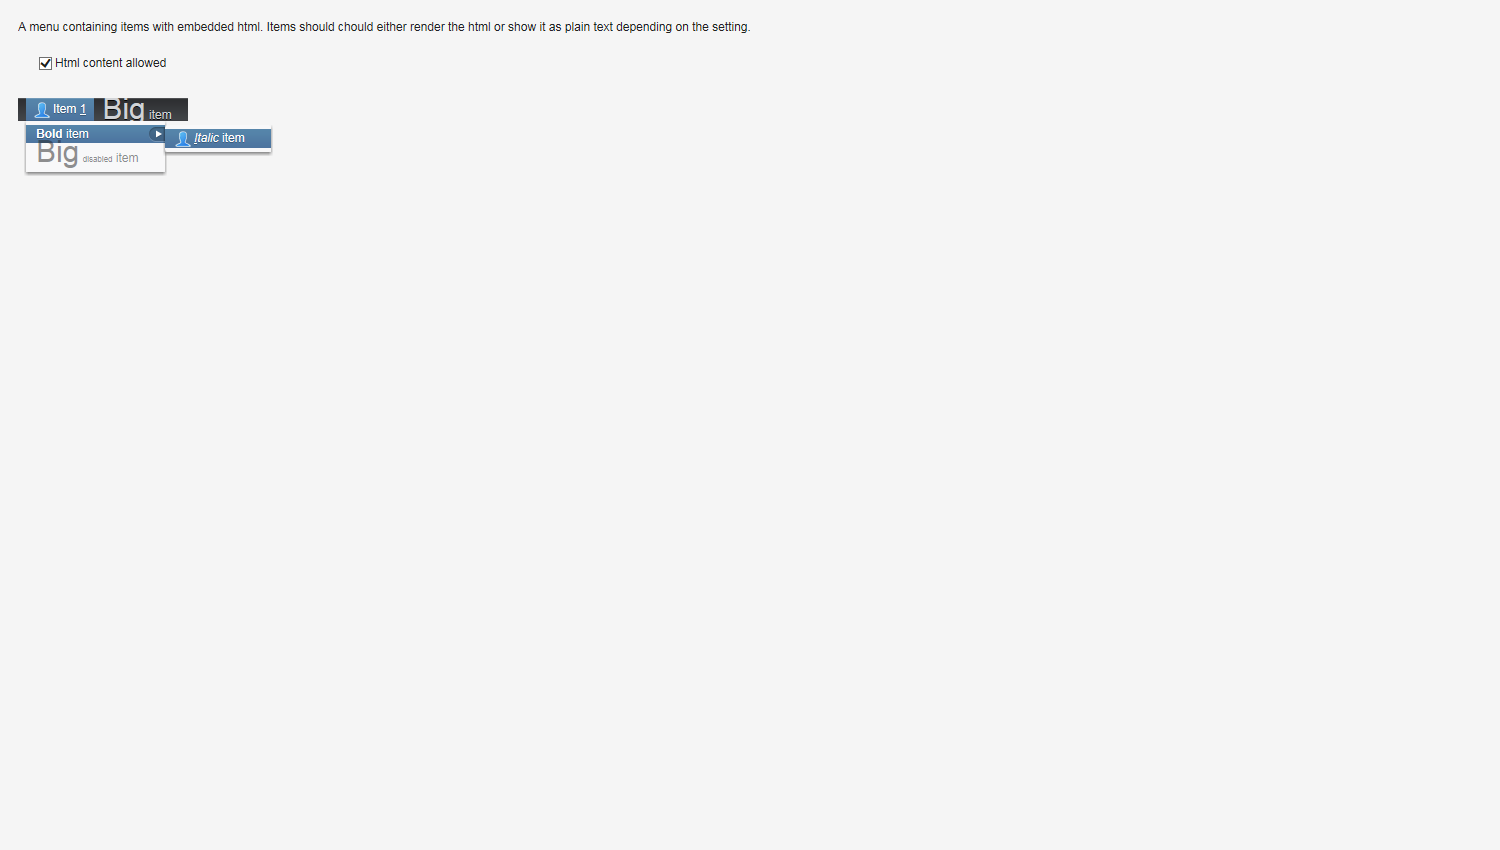 A menu containing items with embedded html. Items should chould either render the html or show it as plain text depending on the setting.
Html content allowed
Item 1 Big item
Bold item
Italic item
Big disabled item